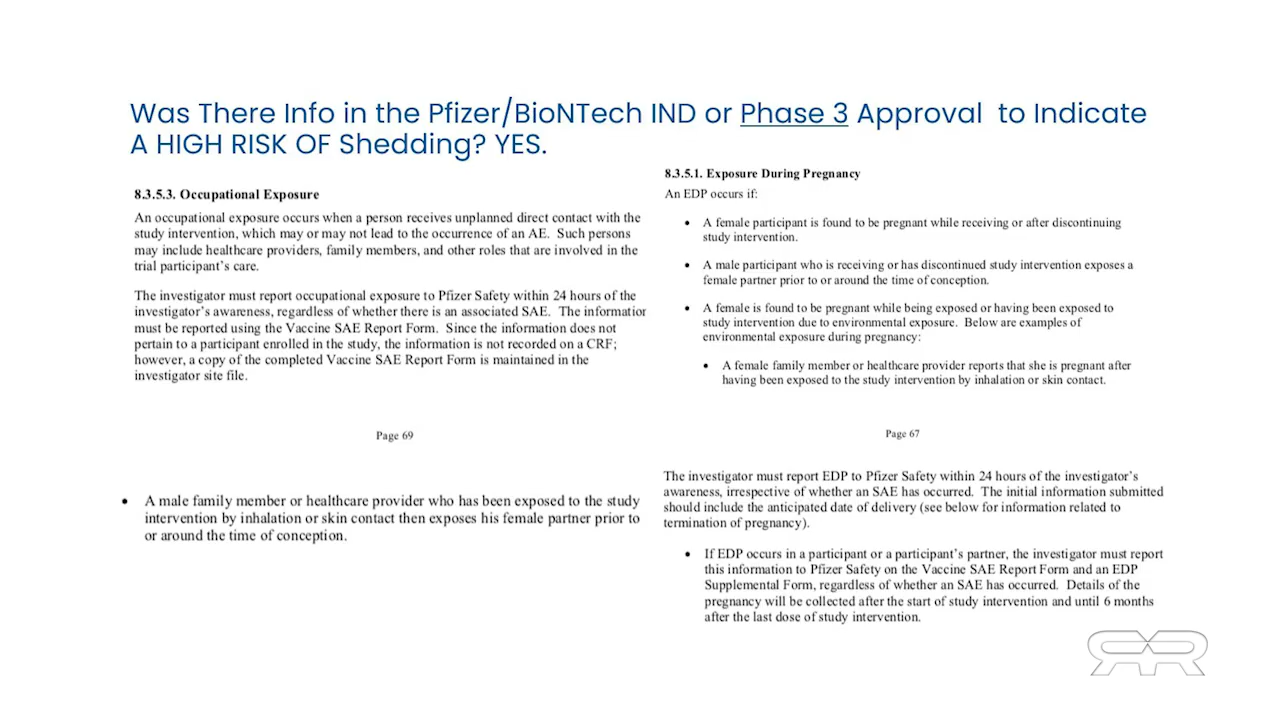 Was There Info in the Pfizer/BioNTech IND or Phase 3 Approval to Indicate
A HIGH RISK OF Shedding? YES.
8.3.5.3. Occupational Exposure
An occupational exposure occurs when a person receives unplanned direct contact with the
study intervention, which may or may not lead to the occurrence of an AE. Such persons
may include healthcare providers, family members, and other roles that are involved in the
trial participant's care.
The investigator must report occupational exposure to Pfizer Safety within 24 hours of the
investigator's awareness, regardless of whether there is an associated SAE. The information
must be reported using the Vaccine SAE Report Form. Since the information does not
pertain to a participant enrolled in the study, the information is not recorded on a CRF;
however, a copy of the completed Vaccine SAE Report Form is maintained in the
investigator site file.
Page 69
• A male family member or healthcare provider who has been exposed to the study
intervention by inhalation or skin contact then exposes his female partner prior to
or around the time of conception.
8.3.5.1. Exposure During Pregnancy
An EDP occurs if:
• A female participant is found to be pregnant while receiving or after discontinuing
study intervention.
• A male participant who is receiving or has discontinued study intervention exposes a
female partner prior to or around the time of conception.
• A female is found to be pregnant while being exposed or having been exposed to
study intervention due to environmental exposure. Below are examples of
environmental exposure during pregnancy:
• A female family member or healthcare provider reports that she is pregnant after
having been exposed to the study intervention by inhalation or skin contact.
Page 67
The investigator must report EDP to Pfizer Safety within 24 hours of the investigator's
awareness, irrespective of whether an SAE has occurred. The initial information submitted
should include the anticipated date of delivery (see below for information related to
termination of pregnancy).
• If EDP occurs in a participant or a participant's partner, the investigator must report
this information to Pfizer Safety on the Vaccine SAE Report Form and an EDP
Supplemental Form, regardless of whether an SAE has occurred. Details of the
pregnancy will be collected after the start of study intervention and until 6 months
after the last dose of study intervention.